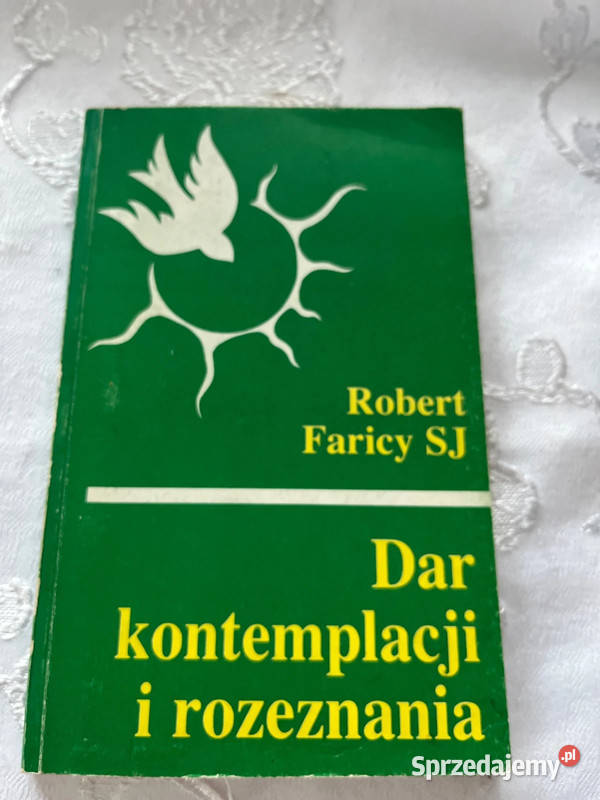 Robert
Faricy SJ
Dar
kontemplacji
i rozeznania
Sprzedajemy.pl